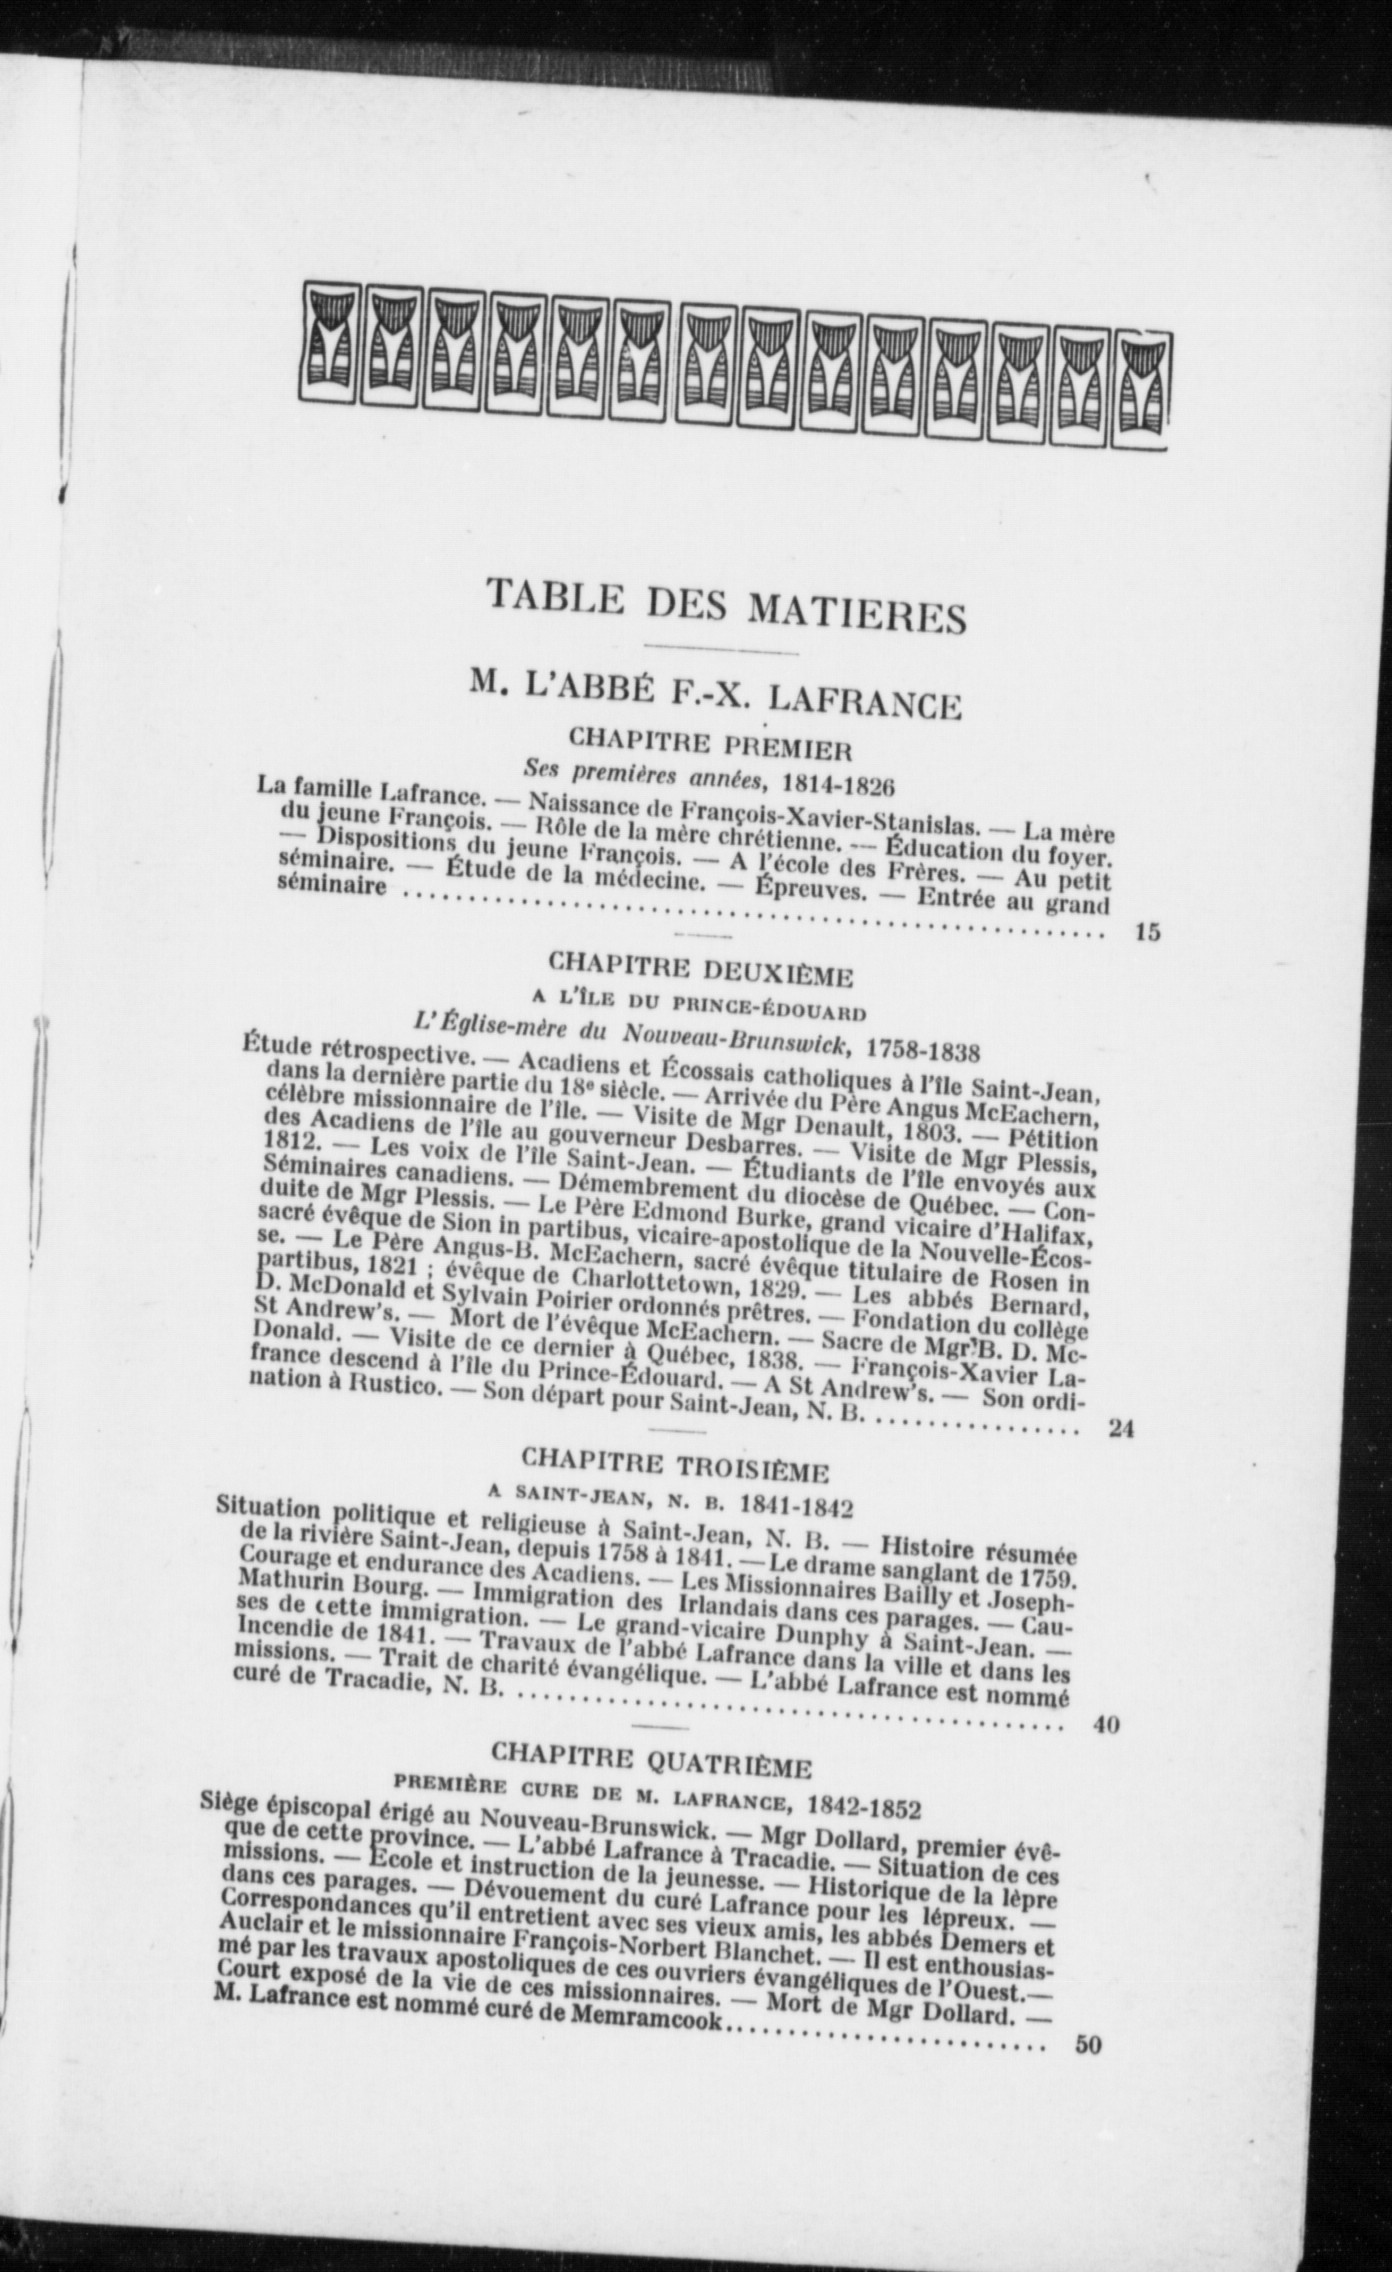 TABLE DES MATIERES
M. L'ABBÉ F.-X. LAFRANCE
CHAPITRE PREMIER
Ses premières années, 1814-1826
La famille Lafrance. — Naissance de François-Xavier-Stanislas. — La mère
du jeune François. — Rôle de la mère chrétienne. — Éducation du foyer.
— Dispositions du jeune François. — A l'école des Frères. — Au petit
séminaire. — Étude de la médecine. — Épreuves. — Entrée au grand
séminaire ........................................................ 15
CHAPITRE DEUXIÈME
A L'ÎLE DU PRINCE-ÉDOUARD
L'Église-mère du Nouveau-Brunswick, 1758-1838
Étude rétrospective. — Acadiens et Écossais catholiques à l'île Saint-Jean,
dans la dernière partie du 18e siècle. — Arrivée du Père Angus McEachern,
célèbre missionnaire de l'île. — Visite de Mgr Denault, 1803. — Pétition
des Acadiens de l'île au gouverneur Desbarres. — Visite de Mgr Plessis,
1812. — Les voix de l'île Saint-Jean. — Étudiants de l'île envoyés aux
Séminaires canadiens. — Démembrement du diocèse de Québec. — Con-
duite de Mgr Plessis. — Le Père Edmond Burke, grand vicaire d'Halifax,
sacré évêque de Sion in partibus, vicaire-apostolique de la Nouvelle-Écos-
se. — Le Père Angus-B. McEachern, sacré évêque titulaire de Rosen in
partibus, 1821 ; évêque de Charlottetown, 1829. — Les abbés Bernard,
D. McDonald et Sylvain Poirier ordonnés prêtres. — Fondation du collège
St Andrew's. — Mort de l'évêque McEachern. — Sacre de Mgr B. D. Mc-
Donald. — Visite de ce dernier à Québec, 1838. — François-Xavier La-
france descend à l'île du Prince-Édouard. — A St Andrew's. — Son ordi-
nation à Rustico. — Son départ pour Saint-Jean, N. B. ................. 24
CHAPITRE TROISIÈME
A SAINT-JEAN, N. B. 1841-1842
Situation politique et religieuse à Saint-Jean, N. B. — Histoire résumée
de la rivière Saint-Jean, depuis 1758 à 1841. — Le drame sanglant de 1759.
Courage et endurance des Acadiens. — Les Missionnaires Bailly et Joseph-
Mathurin Bourg. — Immigration des Irlandais dans ces parages. — Cau-
ses de cette immigration. — Le grand-vicaire Dunphy à Saint-Jean. —
Incendie de 1841. — Travaux de l'abbé Lafrance dans la ville et dans les
missions. — Trait de charité évangélique. — L'abbé Lafrance est nommé
curé de Tracadie, N. B. ............................................ 40
CHAPITRE QUATRIÈME
PREMIÈRE CURE DE M. LAFRANCE, 1842-1852
Siège épiscopal érigé au Nouveau-Brunswick. — Mgr Dollard, premier évê-
que de cette province. — L'abbé Lafrance à Tracadie. — Situation de ces
missions. — Ecole et instruction de la jeunesse. — Historique de la lèpre
dans ces parages. — Dévouement du curé Lafrance pour les lépreux. —
Correspondances qu'il entretient avec ses vieux amis, les abbés Demers et
Auclair et le missionnaire François-Norbert Blanchet. — Il est enthousias-
mé par les travaux apostoliques de ces ouvriers évangéliques de l'Ouest.—
Court exposé de la vie de ces missionnaires. — Mort de Mgr Dollard. —
M. Lafrance est nommé curé de Memramcook.......................... 50